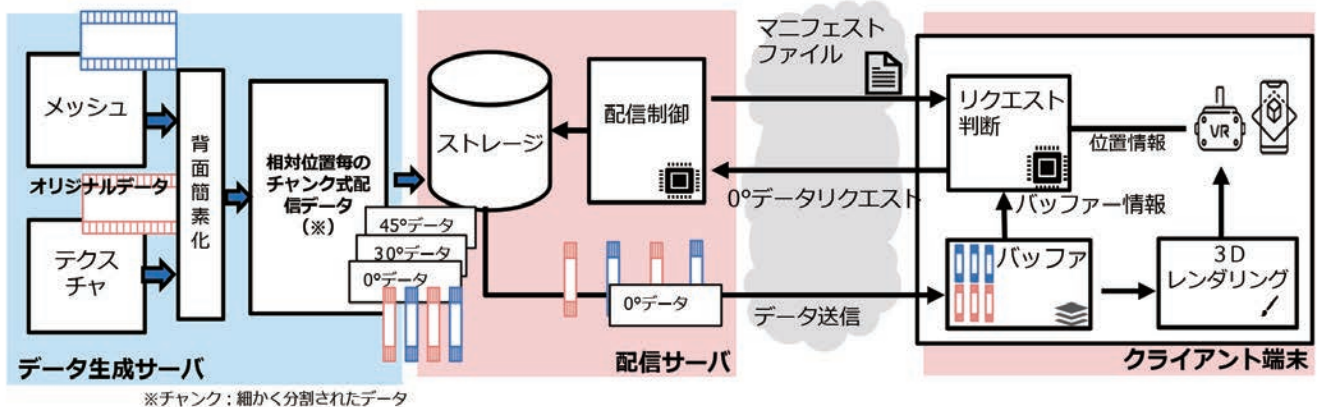 メッシュ
オリジナルデータ
テクス
チャ
背面簡素化
相対位置毎の
チャンク式配
信データ
(※)
45°データ
30°データ
0°データ
データ生成サーバ
※チャンク：細かく分割されたデータ
ストレージ
配信制御
0°データ
配信サーバ
マニフェスト
ファイル
0°データリクエスト
データ送信
リクエスト
判断
位置情報
VR
バッファー情報
バッファ
3D
レンダリング
クライアント端末